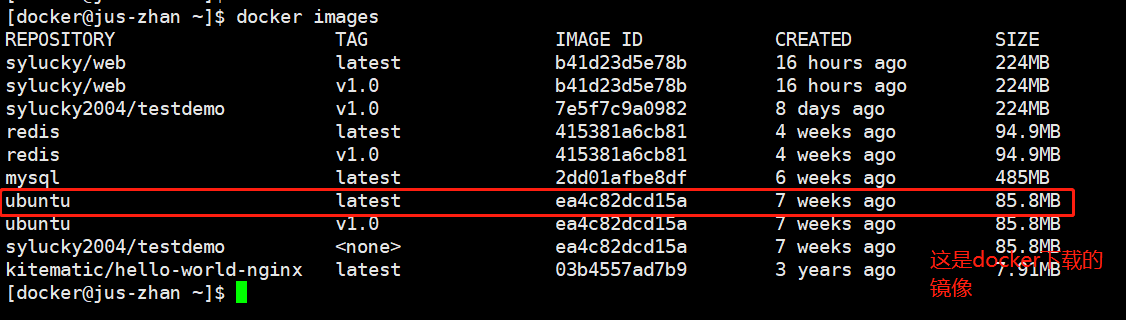 [docker@jus-zhan ~]$ docker images
REPOSITORY TAG IMAGE ID CREATED SIZE
sylucky/web latest b41d23d5e78b 16 hours ago 224MB
sylucky/web v1.0 b41d23d5e78b 16 hours ago 224MB
sylucky2004/testdemo v1.0 7e5f7c9a0982 8 days ago 224MB
redis latest 415381a6cb81 4 weeks ago 94.9MB
redis v1.0 415381a6cb81 4 weeks ago 94.9MB
mysql latest 2dd01afbe8df 6 weeks ago 485MB
ubuntu latest ea4c82dcd15a 7 weeks ago 85.8MB
ubuntu v1.0 ea4c82dcd15a 7 weeks ago 85.8MB
sylucky2004/testdemo <none> ea4c82dcd15a 7 weeks ago 85.8MB
kitematic/hello-world-nginx latest 03b4557ad7b9 3 years ago 7.91MB
[docker@jus-zhan ~]$
这是docker下载的
镜像